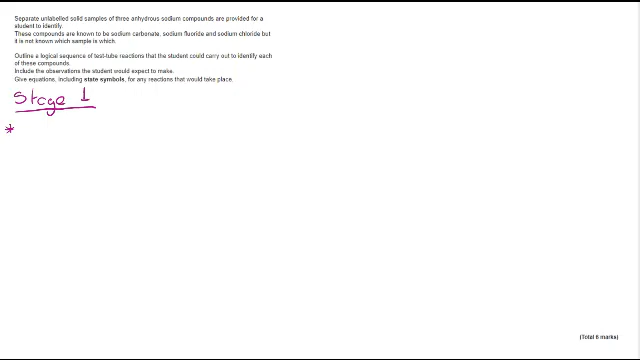 Separate unlabelled solid samples of three anhydrous sodium compounds are provided for a
student to identify.
These compounds are known to be sodium carbonate, sodium fluoride and sodium chloride but
it is not known which sample is which.
Outline a logical sequence of test-tube reactions that the student could carry out to identify each
of these compounds.
Include the observations the student would expect to make.
Give equations, including state symbols, for any reactions that would take place.
Stage 1
*
(Total 6 marks)